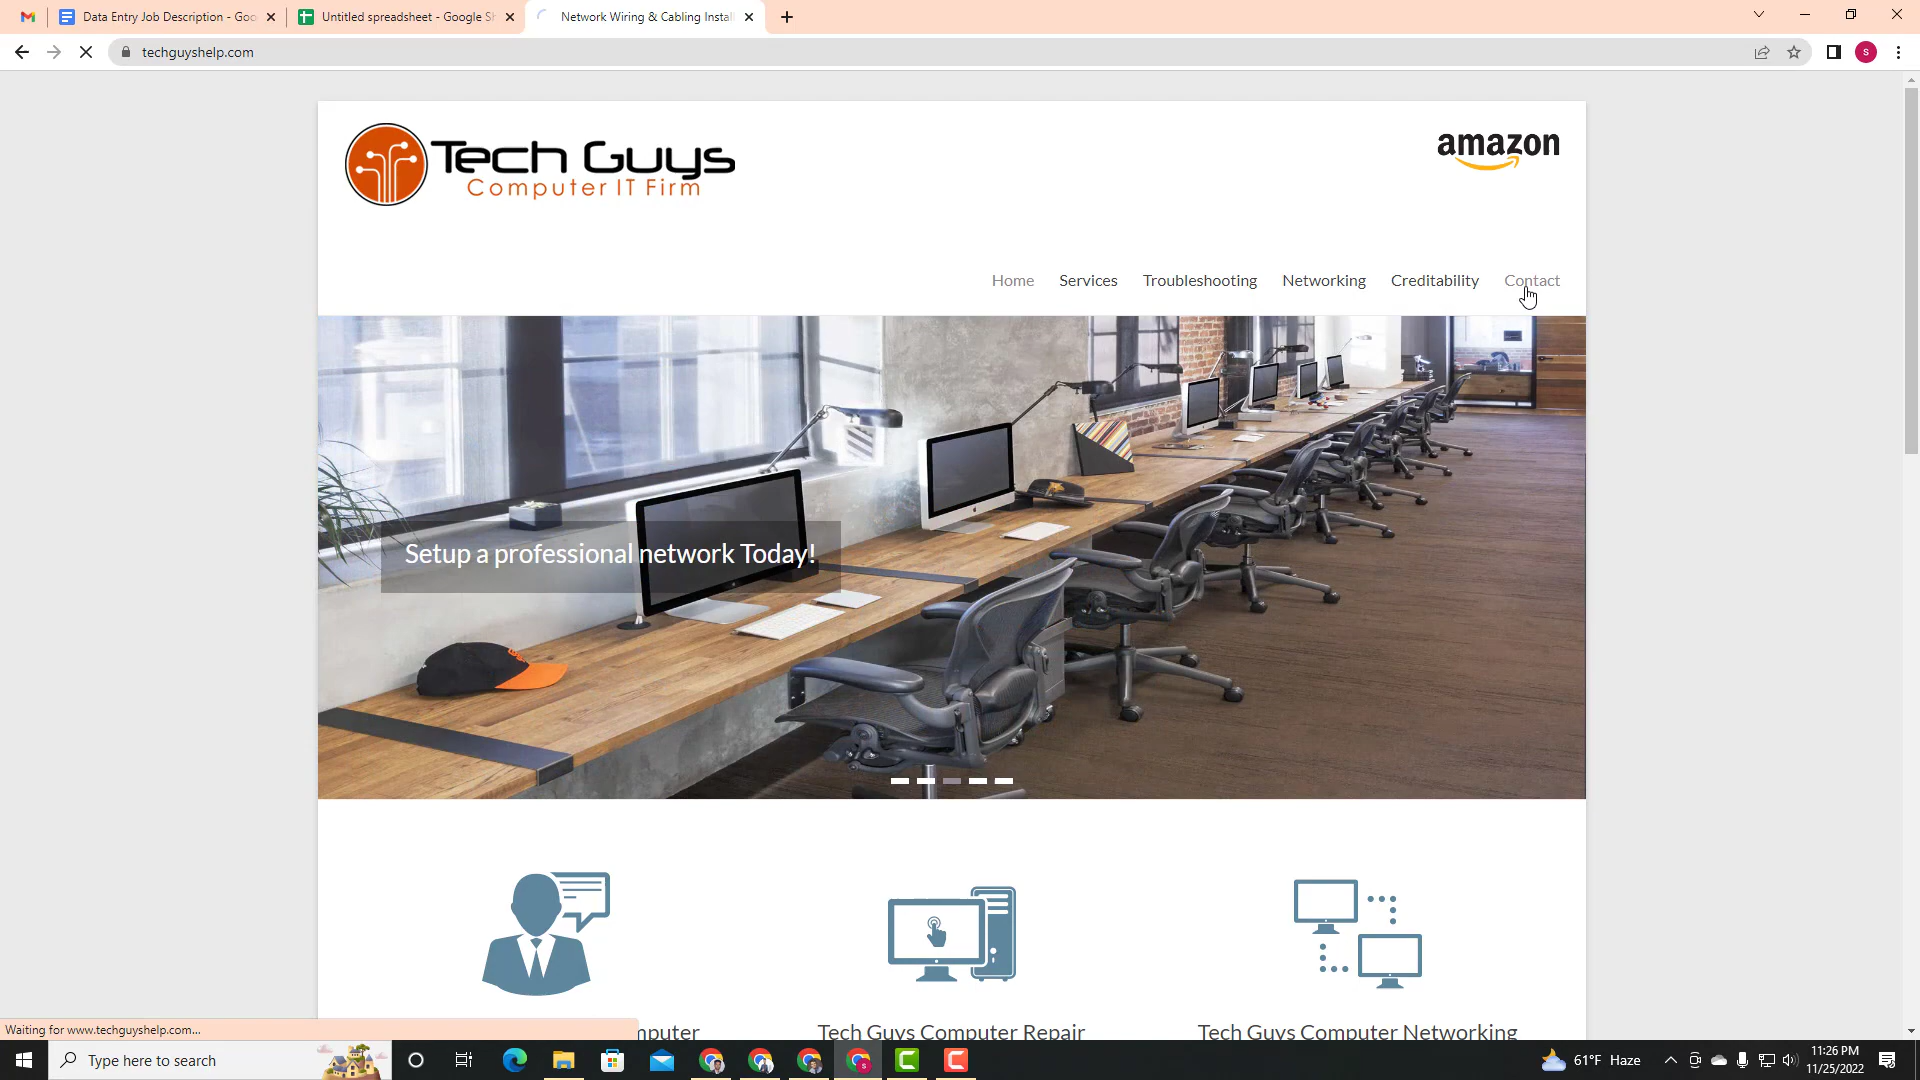 Data Entry Job Description - Goo
Untitled spreadsheet - Google Sh
Network Wiring & Cabling Instal
techguyshelp.com
S
Tech Guys
Computer IT Firm
amazon
Home Services Troubleshooting Networking Creditability Contact
Setup a professional network Today!
mputer
Tech Guys Computer Repair
Tech Guys Computer Networking
Waiting for www.techguyshelp.com...
Type here to search
61°F Haze
11:26 PM
11/25/2022